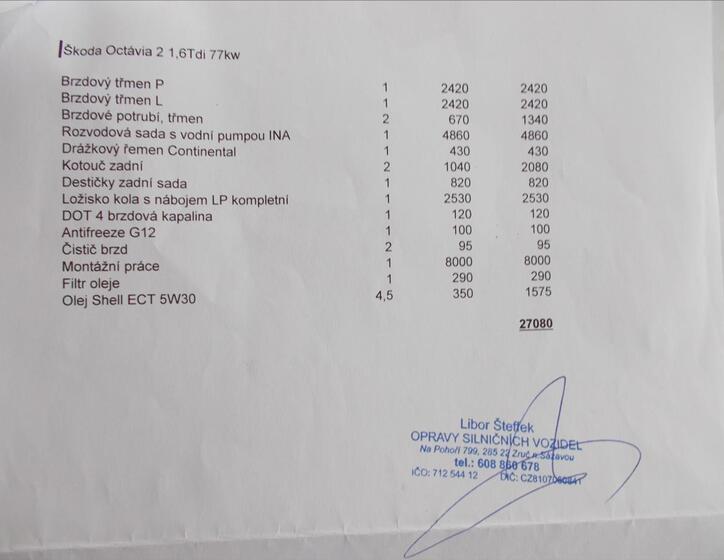 Škoda Octávia 2 1,6Tdi 77kw
Brzdový třmen P 1 2420 2420
Brzdový třmen L 1 2420 2420
Brzdové potrubí, třmen 2 670 1340
Rozvodová sada s vodní pumpou INA 1 4860 4860
Drážkový řemen Continental 1 430 430
Kotouč zadní 2 1040 2080
Destičky zadní sada 1 820 820
Ložisko kola s nábojem LP kompletní 1 2530 2530
DOT 4 brzdová kapalina 1 120 120
Antifreeze G12 1 100 100
Čistič brzd 2 95 95
Montážní práce 1 8000 8000
Filtr oleje 1 290 290
Olej Shell ECT 5W30 4,5 350 1575
27080
Libor Šteffek
OPRAVY SILNIČNÍCH VOZIDEL
Na Pohoří 799, 285 22 Zruč n.Sázavou
tel.: 608 860 678
IČO: 712 544 12 DIČ: